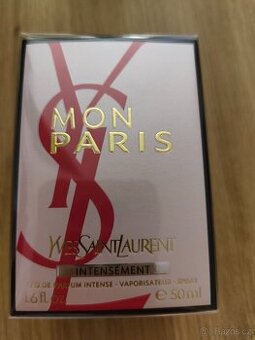 MON
PARIS
YVESSAINTLAURENT
INTENSÉMENT
EAU DE PARFUM INTENSE - VAPORISATEUR - SPRAY
1.6 fl. oz. e 50 ml